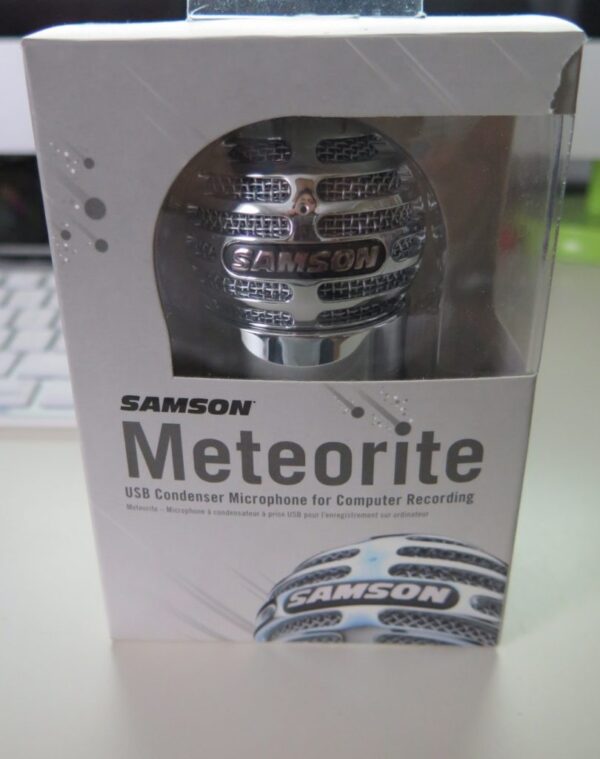 SAMSON
SAMSON
Meteorite
USB Condenser Microphone for Computer Recording
Meteorite – Microphone à condensateur à prise USB pour l'enregistrement sur ordinateur
SAMSON